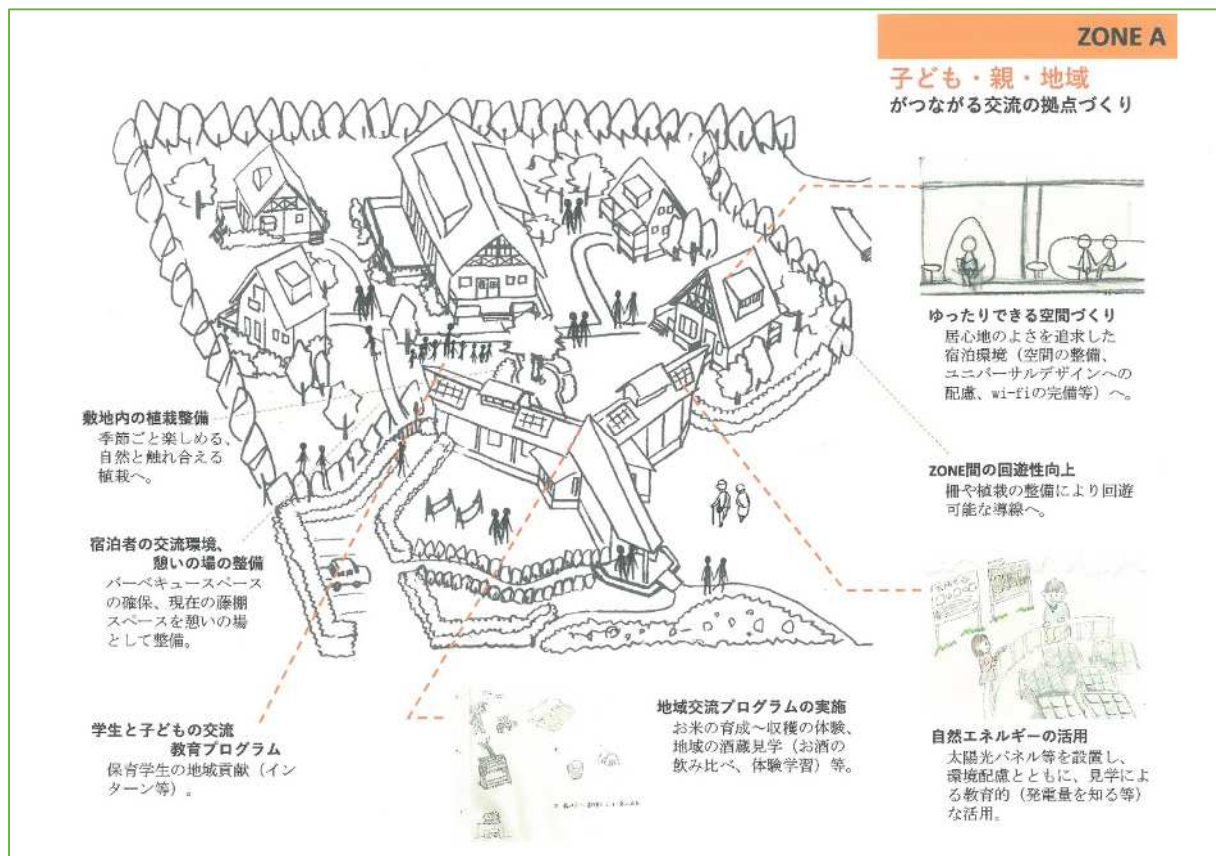 ZONE A
子ども・親・地域
がつながる交流の拠点づくり
ゆったりできる空間づくり
居心地のよさを追求した
宿泊環境（空間の整備、
ユニバーサルデザインへの
配慮、wi-fiの完備等）へ。
敷地内の植栽整備
季節ごと楽しめる、
自然と触れ合える
植栽へ。
ZONE間の回遊性向上
柵や植栽の整備により回遊
可能な導線へ。
宿泊者の交流環境、
憩いの場の整備
バーベキュースペース
の確保、現在の藤棚
スペースを憩いの場
として整備。
学生と子どもの交流
教育プログラム
保育学生の地域貢献（イン
ターン等）。
地域交流プログラムの実施
お米の育成～収穫の体験、
地域の酒蔵見学（お酒の
飲み比べ、体験学習）等。
自然エネルギーの活用
太陽光パネル等を設置し、
環境配慮とともに、見学によ
る教育的（発電量を知る等）
な活用。